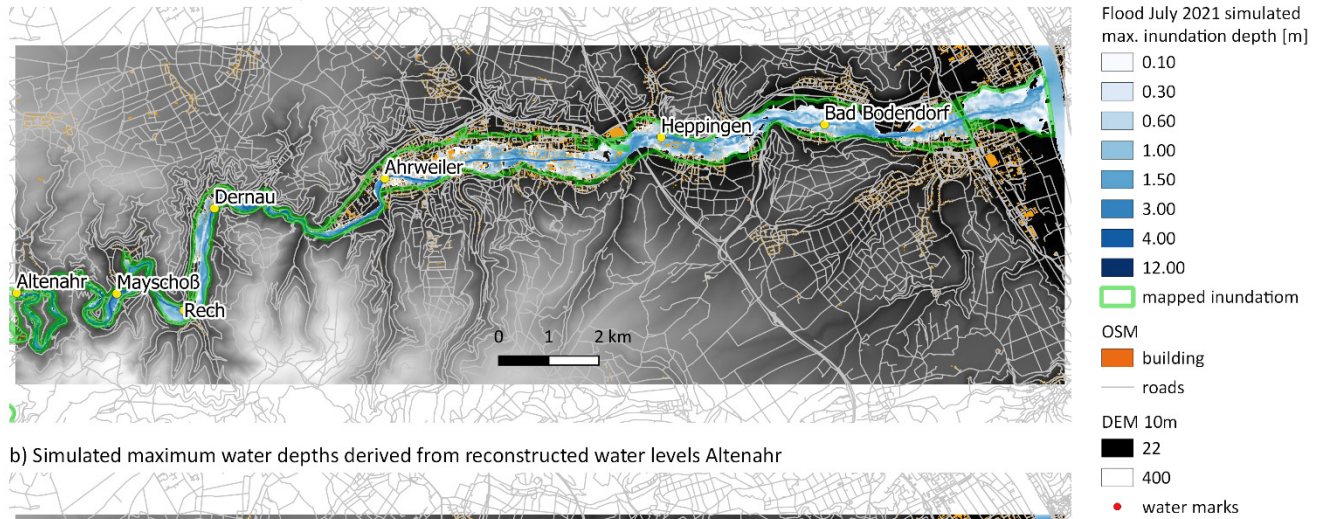 Flood July 2021 simulated
max. inundation depth [m]
0.10
0.30
0.60
1.00
1.50
3.00
4.00
12.00
mapped inundatiom
OSM
building
roads
DEM 10m
22
400
water marks
Bad Bodendorf
Heppingen
Ahrweiler
Dernau
Altenahr
Mayschoß
Rech
0 1 2 km
b) Simulated maximum water depths derived from reconstructed water levels Altenahr